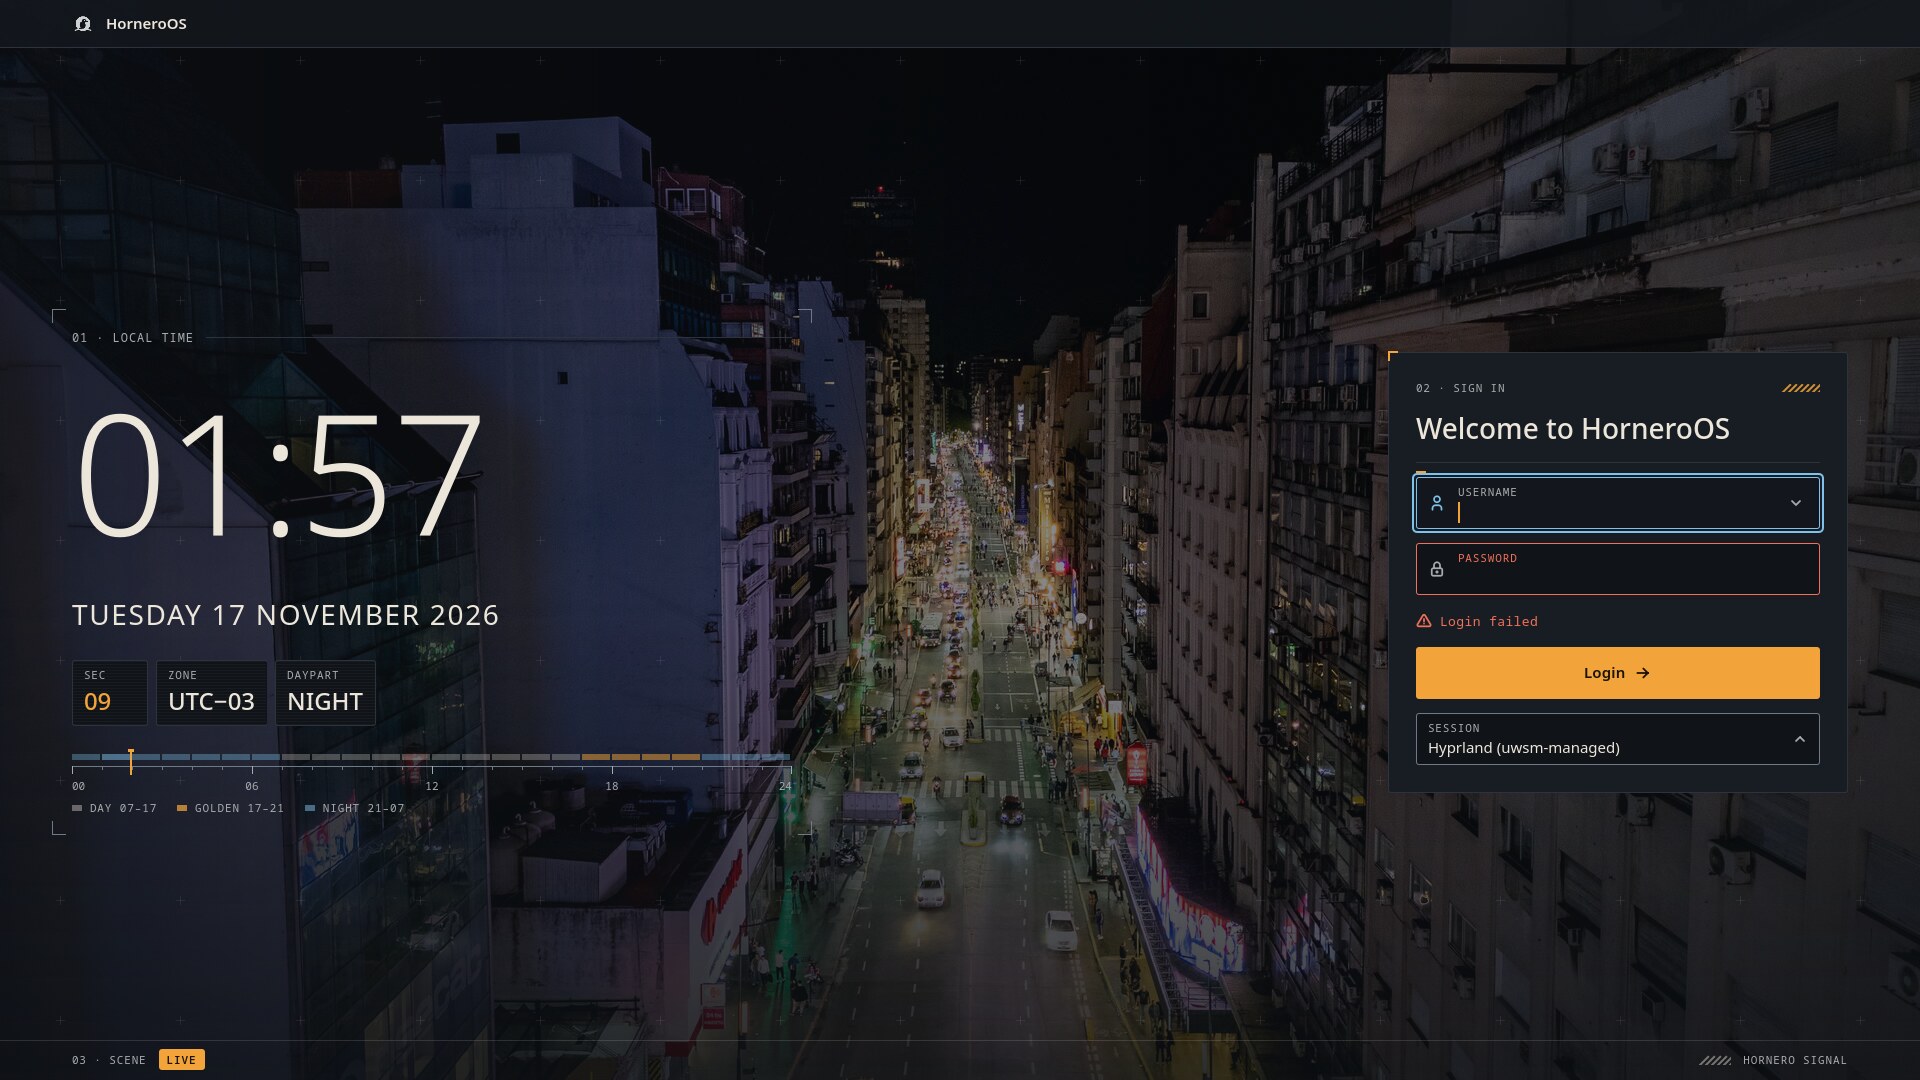 HorneroOS
01 · LOCAL TIME
01:57
TUESDAY 17 NOVEMBER 2026
SEC
09
ZONE
UTC−03
DAYPART
NIGHT
00 06 12 18 24
DAY 07–17 GOLDEN 17–21 NIGHT 21–07
02 · SIGN IN
Welcome to HorneroOS
USERNAME
PASSWORD
Login failed
Login →
SESSION
Hyprland (uwsm-managed)
03 · SCENE LIVE
HORNERO SIGNAL